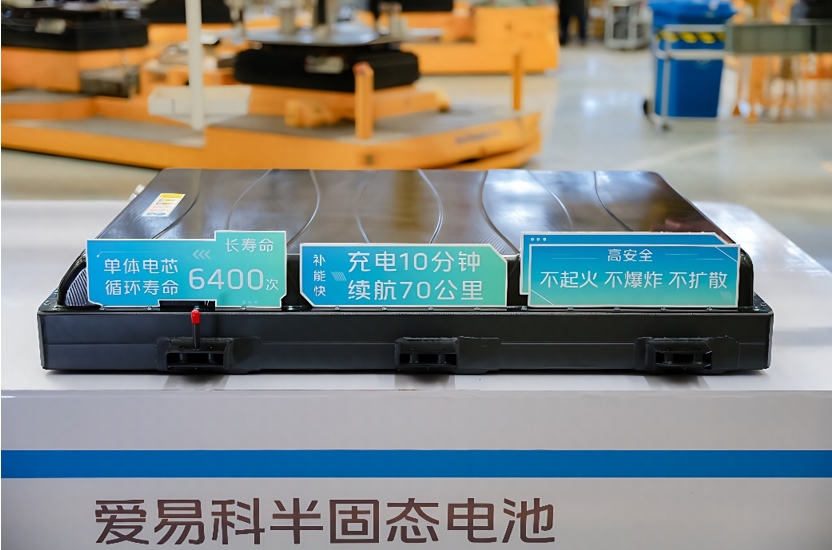 长寿命
单体电芯
循环寿命 6400次
补能快
充电10分钟
续航70公里
高安全
不起火 不爆炸 不扩散
爱易科半固态电池